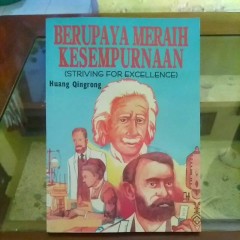 BERUPAYA MERAIH
KESEMPURNAAN
(STRIVING FOR EXCELLENCE)
Huang Qingrong